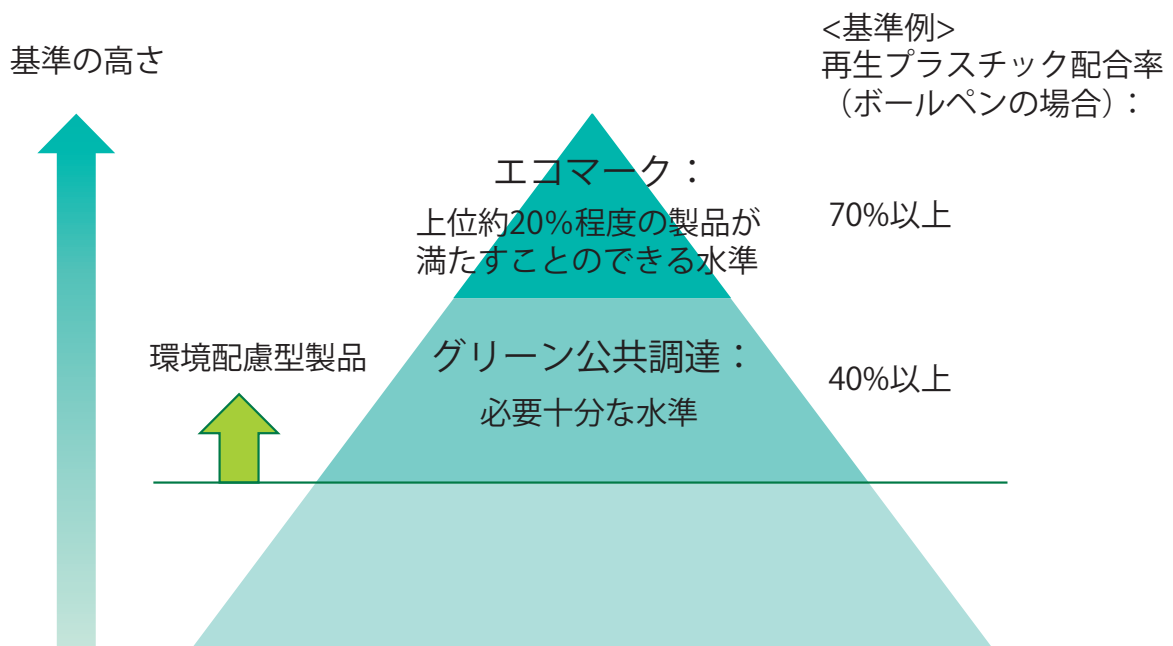 基準の高さ
<基準例>
再生プラスチック配合率
（ボールペンの場合）：
エコマーク：
上位約20%程度の製品が
満たすことのできる水準
70%以上
環境配慮型製品
グリーン公共調達：
必要十分な水準
40%以上